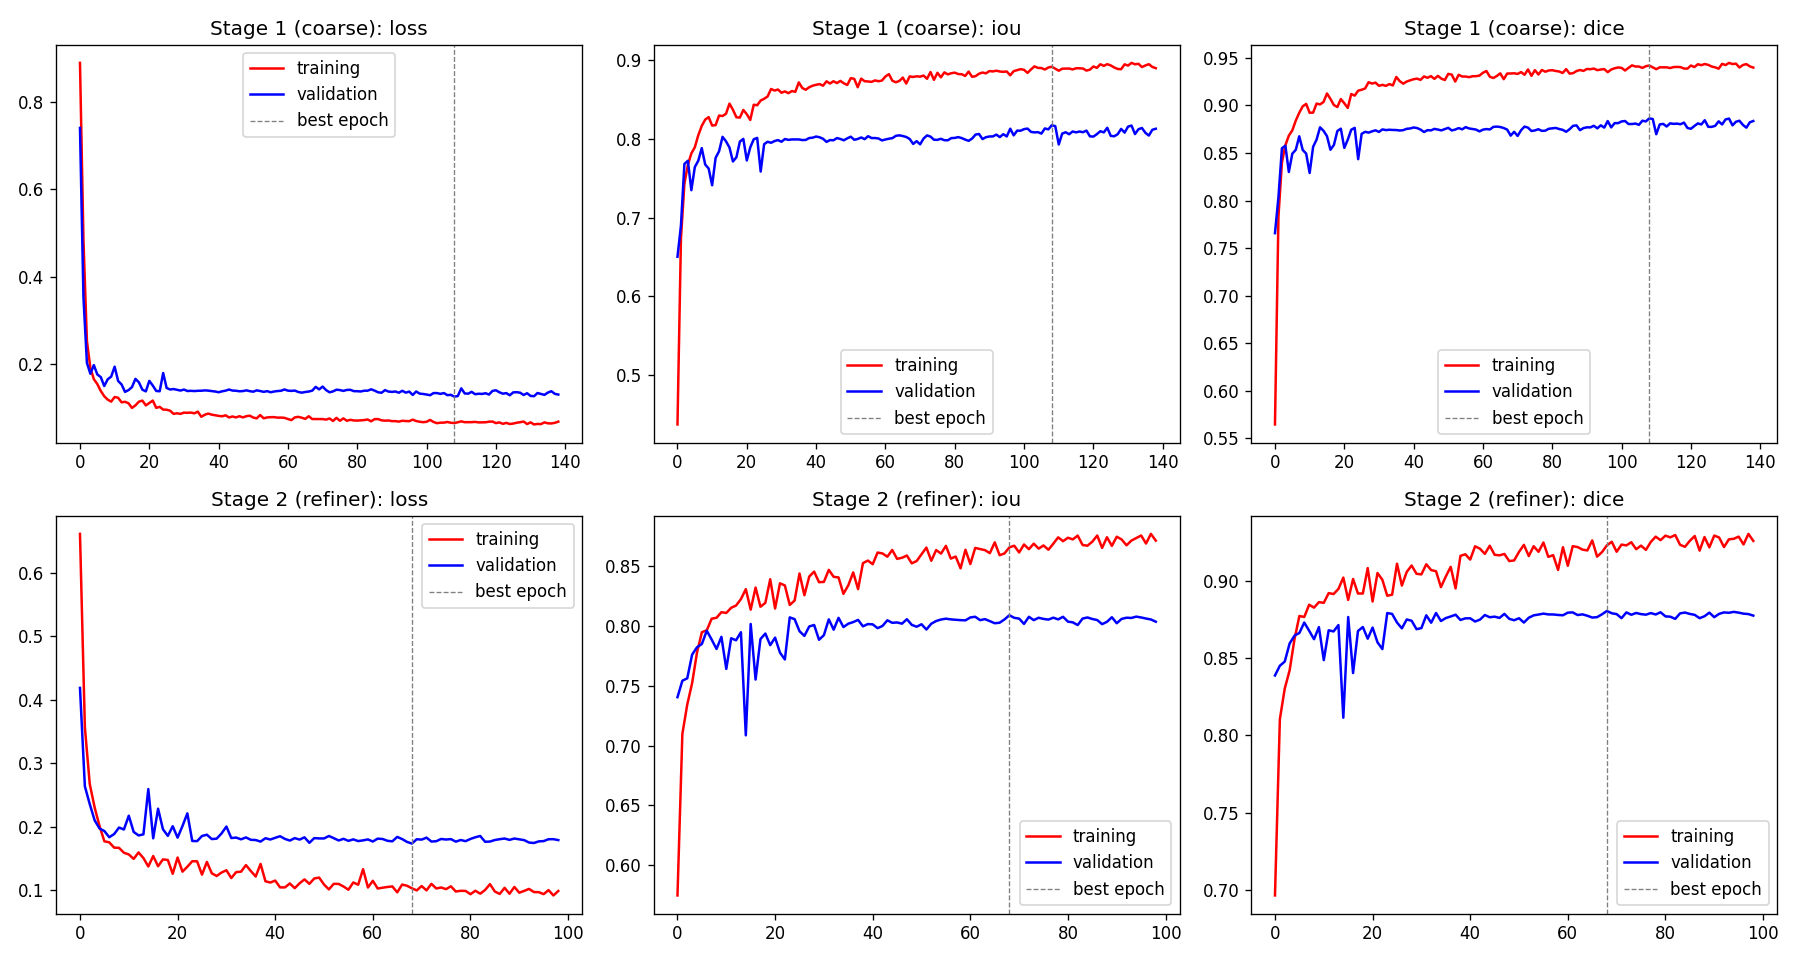 Stage 1 (coarse): loss
training
validation
best epoch
0.8
0.6
0.4
0.2
0 20 40 60 80 100 120 140
Stage 1 (coarse): iou
0.9
0.8
0.7
0.6
0.5
training
validation
best epoch
0 20 40 60 80 100 120 140
Stage 1 (coarse): dice
0.95
0.90
0.85
0.80
0.75
0.70
0.65
0.60
0.55
training
validation
best epoch
0 20 40 60 80 100 120 140
Stage 2 (refiner): loss
training
validation
best epoch
0.6
0.5
0.4
0.3
0.2
0.1
0 20 40 60 80 100
Stage 2 (refiner): iou
0.85
0.80
0.75
0.70
0.65
0.60
training
validation
best epoch
0 20 40 60 80 100
Stage 2 (refiner): dice
0.90
0.85
0.80
0.75
0.70
training
validation
best epoch
0 20 40 60 80 100